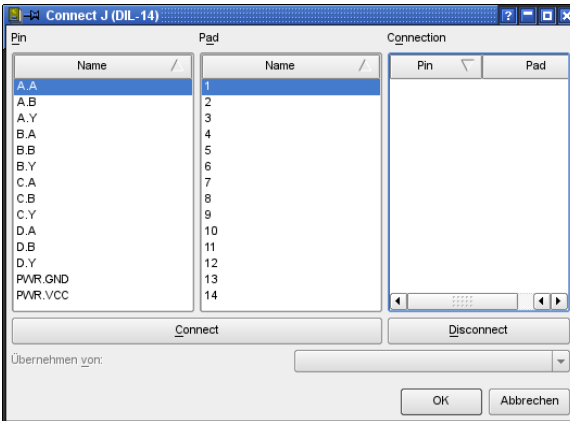 Connect J (DIL-14)
Pin Pad Connection
Name Name Pin Pad
A.A 1
A.B 2
A.Y 3
B.A 4
B.B 5
B.Y 6
C.A 7
C.B 8
C.Y 9
D.A 10
D.B 11
D.Y 12
PWR.GND 13
PWR.VCC 14
Connect Disconnect
Übernehmen von:
OK Abbrechen